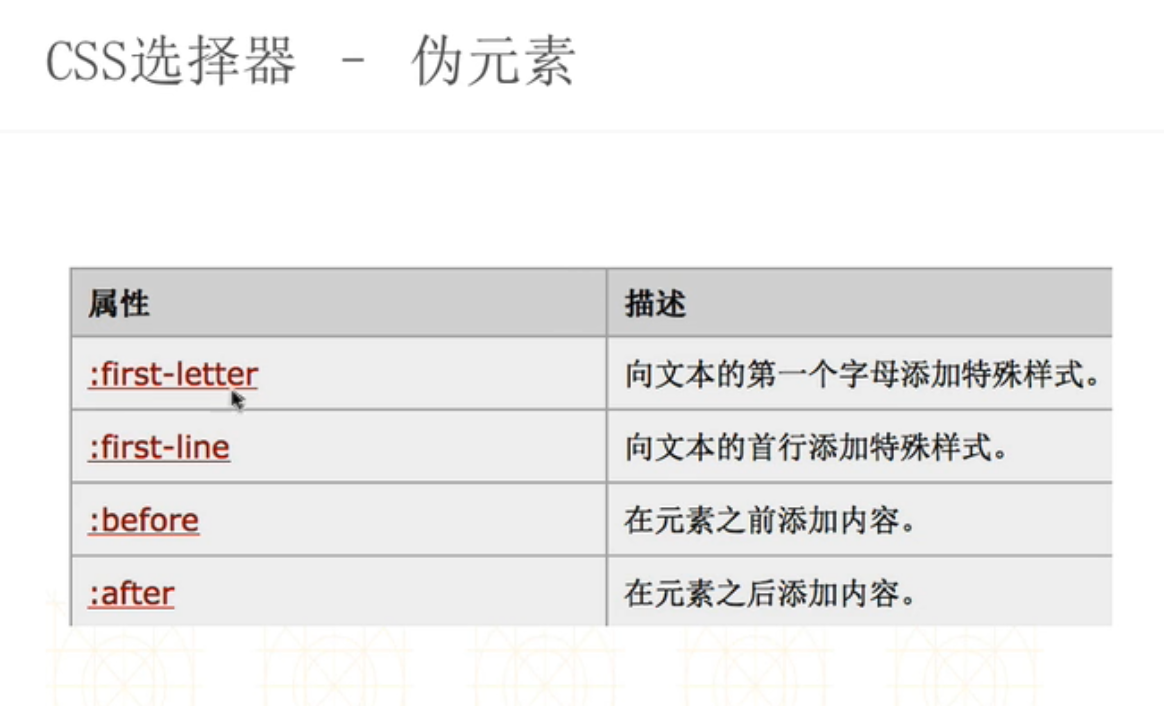 CSS选择器 - 伪元素
属性 描述
:first-letter 向文本的第一个字母添加特殊样式。
:first-line 向文本的首行添加特殊样式。
:before 在元素之前添加内容。
:after 在元素之后添加内容。